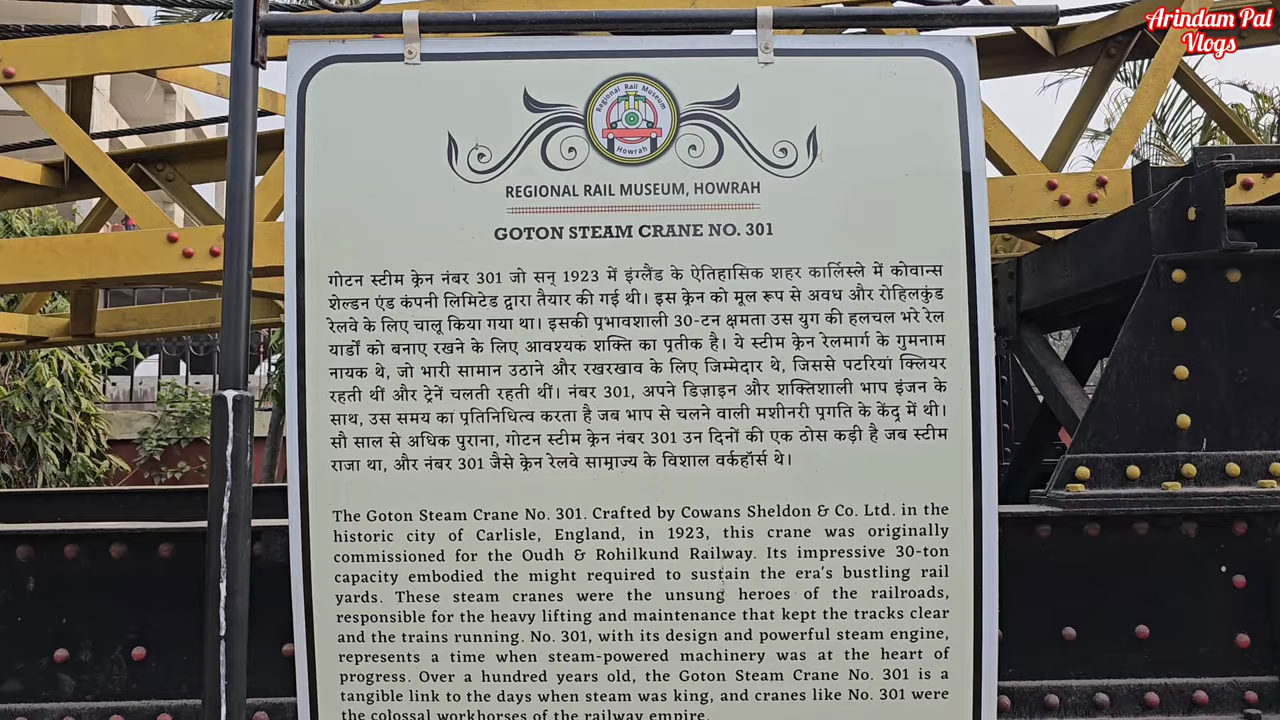 Arindam Pal
Vlogs
Regional Rail Museum
Howrah
REGIONAL RAIL MUSEUM, HOWRAH
GOTON STEAM CRANE NO. 301
गोटन स्टीम क्रेन नंबर 301 जो सन् 1923 में इंग्लैंड के ऐतिहासिक शहर कार्लिस्ले में कोवान्स
शेल्डन एंड कंपनी लिमिटेड द्वारा तैयार की गई थी। इस क्रेन को मूल रूप से अवध और रोहिलकुंड
रेलवे के लिए चालू किया गया था। इसकी प्रभावशाली 30-टन क्षमता उस युग की हलचल भरे रेल
यार्डों को बनाए रखने के लिए आवश्यक शक्ति का प्रतीक है। ये स्टीम क्रेन रेलमार्ग के गुमनाम
नायक थे, जो भारी सामान उठाने और रखरखाव के लिए जिम्मेदार थे, जिससे पटरियां क्लियर
रहती थीं और ट्रेनें चलती रहती थीं। नंबर 301, अपने डिज़ाइन और शक्तिशाली भाप इंजन के
साथ, उस समय का प्रतिनिधित्व करता है जब भाप से चलने वाली मशीनरी प्रगति के केंद्र में थी।
सौ साल से अधिक पुराना, गोटन स्टीम क्रेन नंबर 301 उन दिनों की एक ठोस कड़ी है जब स्टीम
राजा था, और नंबर 301 जैसे क्रेन रेलवे साम्राज्य के विशाल वर्कहॉर्स थे।
The Goton Steam Crane No. 301. Crafted by Cowans Sheldon & Co. Ltd. in the
historic city of Carlisle, England, in 1923, this crane was originally
commissioned for the Oudh & Rohilkund Railway. Its impressive 30-ton
capacity embodied the might required to sustain the era's bustling rail
yards. These steam cranes were the unsung heroes of the railroads,
responsible for the heavy lifting and maintenance that kept the tracks clear
and the trains running. No. 301, with its design and powerful steam engine,
represents a time when steam-powered machinery was at the heart of
progress. Over a hundred years old, the Goton Steam Crane No. 301 is a
tangible link to the days when steam was king, and cranes like No. 301 were
the colossal workhorses of the railway empire.